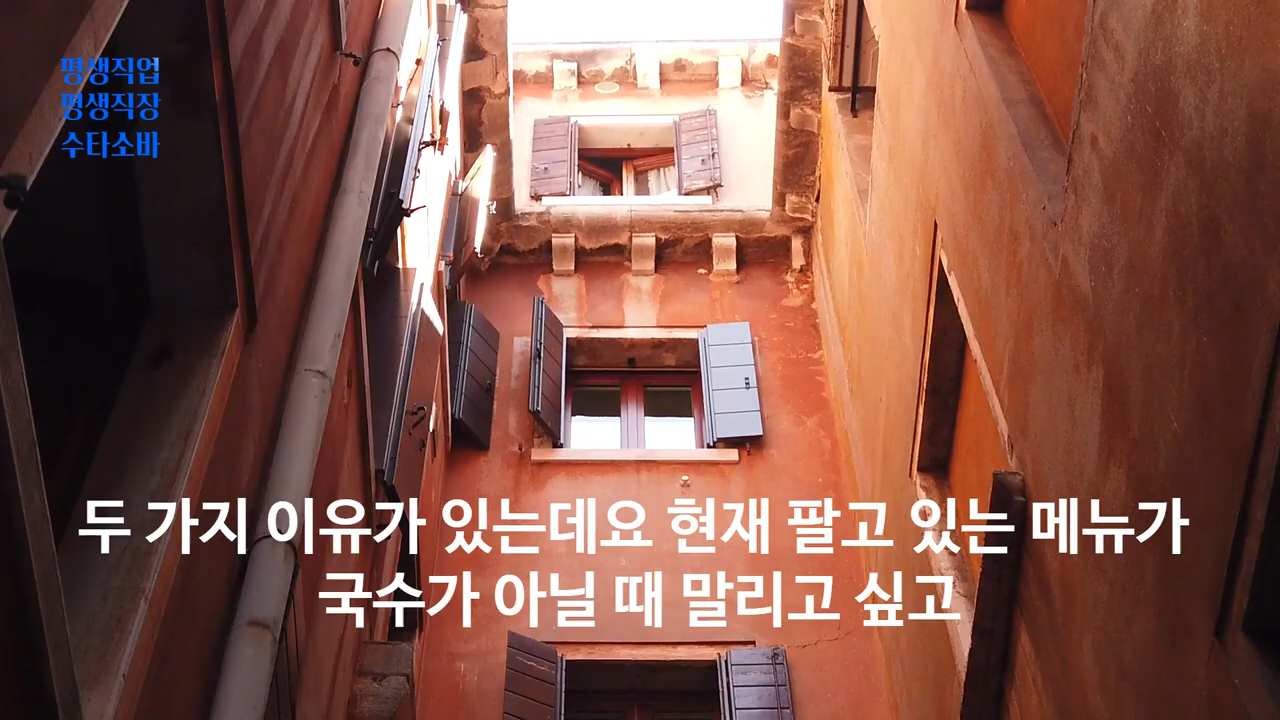 평생직업
평생직장
수타소바
두 가지 이유가 있는데요 현재 팔고 있는 메뉴가
국수가 아닐 때 말리고 싶고